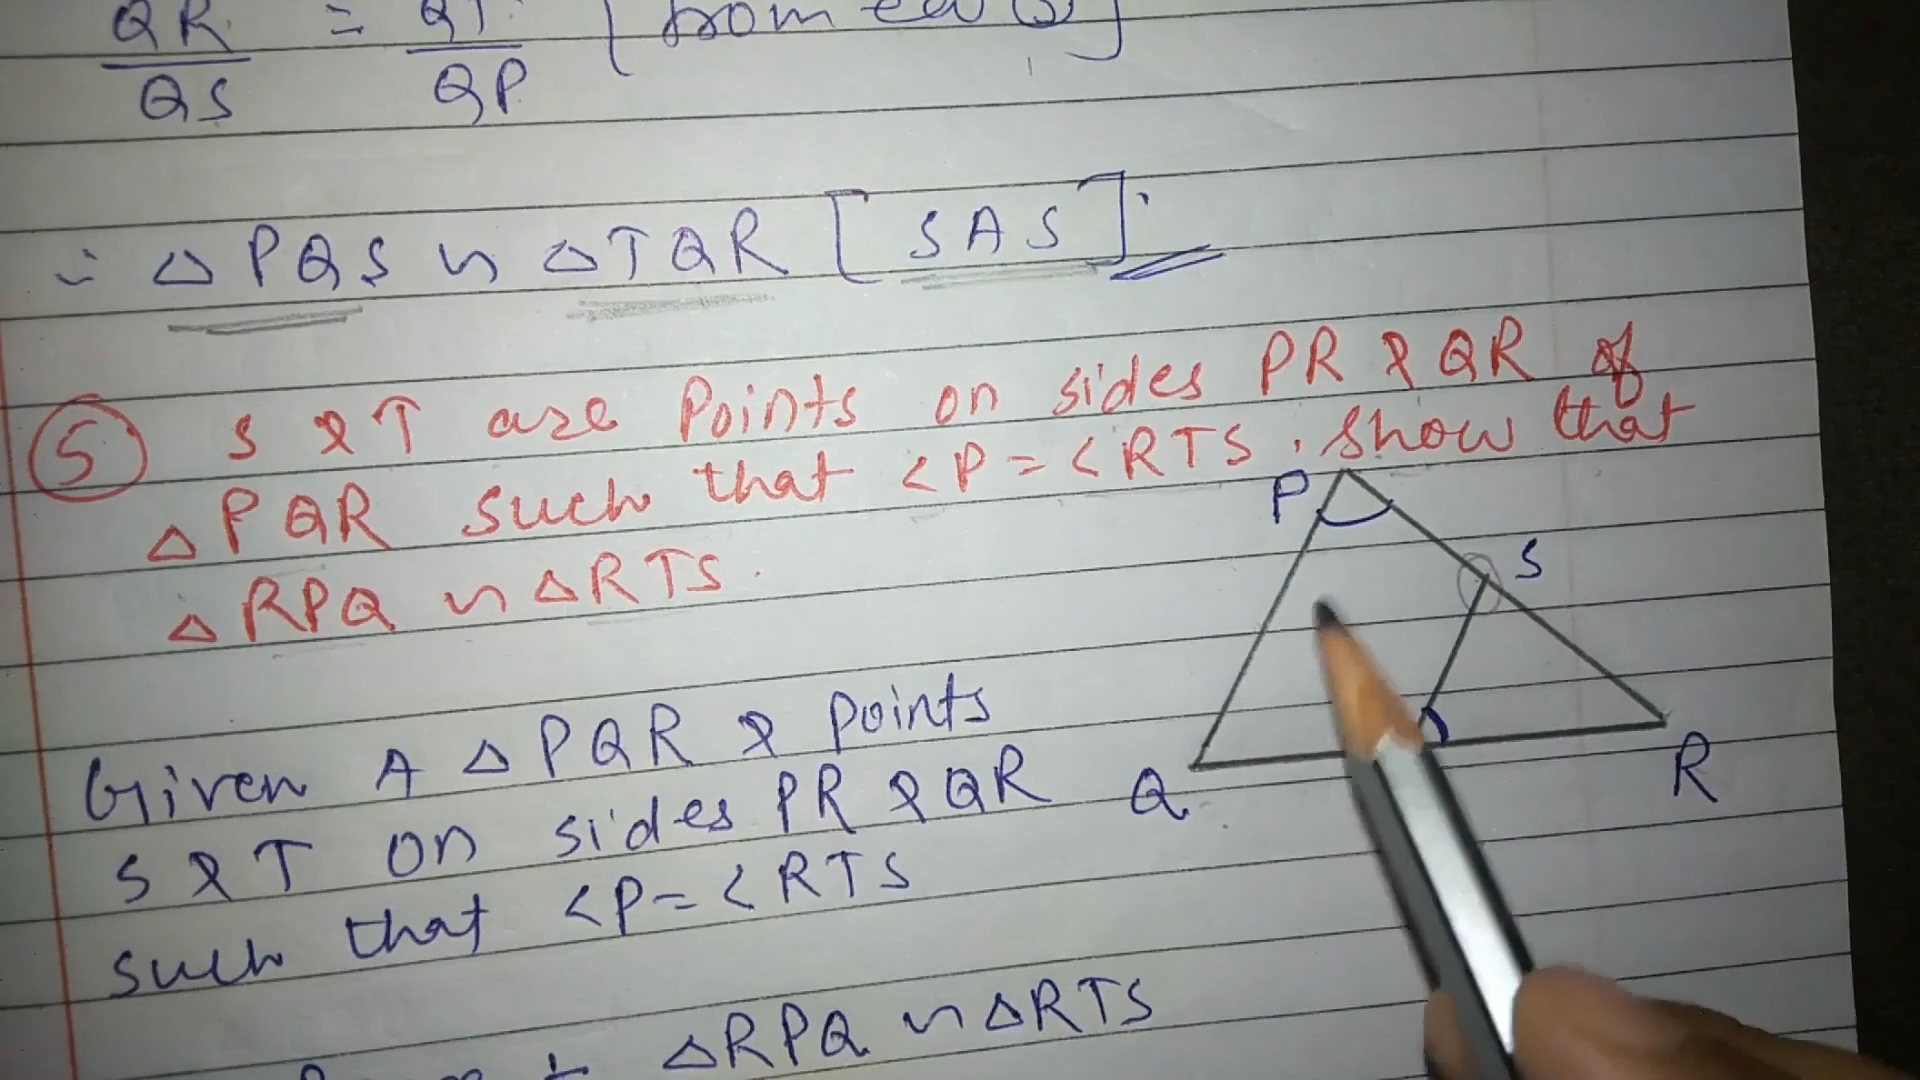 QR = QT [from eq
QS QP
∴ △PQS ~ △TQR [SAS].
⑤ S & T are Points on sides PR & QR of
△PQR such that <P=<RTS. Show that
△RPQ ~ △RTS.
P
S
Q
R
Given A △PQR & Points
S & T on sides PR & QR
such that <P=<RTS
△RPQ ~ △RTS